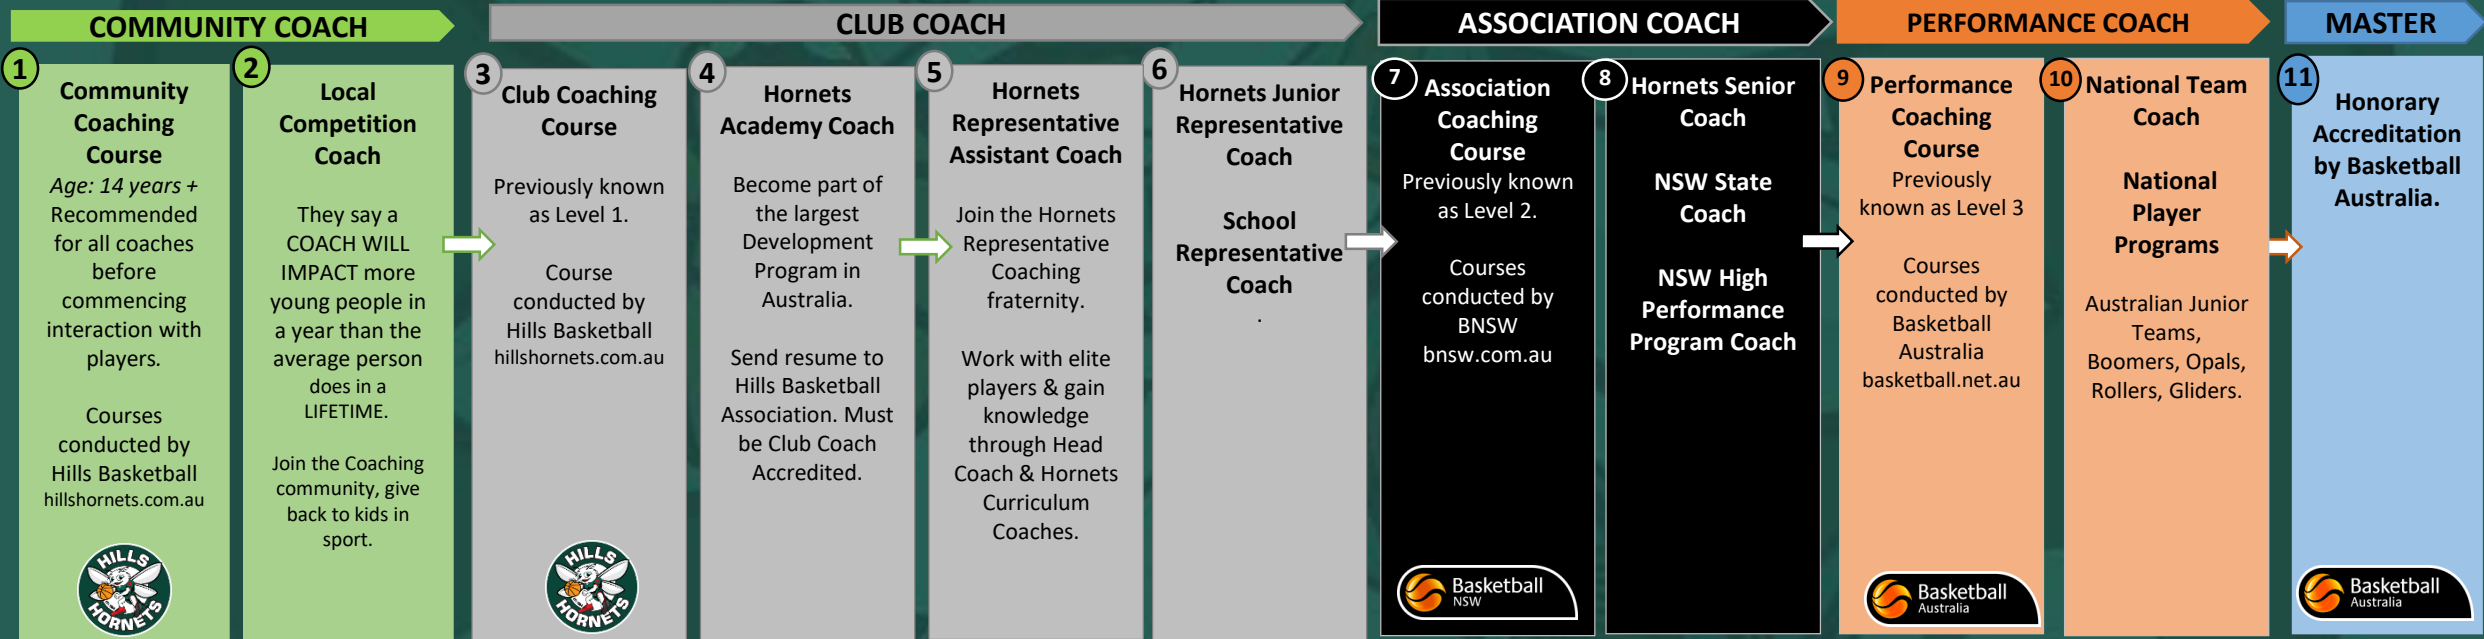 COMMUNITY COACH
CLUB COACH
ASSOCIATION COACH
PERFORMANCE COACH
MASTER
1
Community
Coaching
Course
Age: 14 years +
Recommended
for all coaches
before
commencing
interaction with
players.
Courses
conducted by
Hills Basketball
hillshornets.com.au
HILLS
HORNETS
2
Local
Competition
Coach
They say a
COACH WILL
IMPACT more
young people in
a year than the
average person
does in a
LIFETIME.
Join the Coaching
community, give
back to kids in
sport.
3
Club Coaching
Course
Previously known
as Level 1.
Course
conducted by
Hills Basketball
hillshornets.com.au
HILLS
HORNETS
4
Hornets
Academy Coach
Become part of
the largest
Development
Program in
Australia.
Send resume to
Hills Basketball
Association. Must
be Club Coach
Accredited.
5
Hornets
Representative
Assistant Coach
Join the Hornets
Representative
Coaching
fraternity.
Work with elite
players & gain
knowledge
through Head
Coach & Hornets
Curriculum
Coaches.
6
Hornets Junior
Representative
Coach
School
Representative
Coach
.
7
Association
Coaching
Course
Previously known
as Level 2.
Courses
conducted by
BNSW
bnsw.com.au
Basketball
NSW
8
Hornets Senior
Coach
NSW State
Coach
NSW High
Performance
Program Coach
9
Performance
Coaching
Course
Previously
known as Level 3
Courses
conducted by
Basketball
Australia
basketball.net.au
Basketball
Australia
10
National Team
Coach
National
Player
Programs
Australian Junior
Teams,
Boomers, Opals,
Rollers, Gliders.
11
Honorary
Accreditation
by Basketball
Australia.
Basketball
Australia